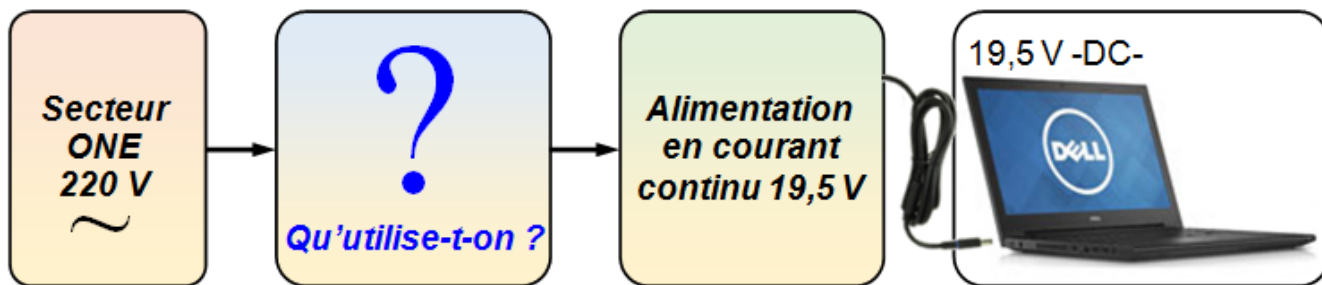 Secteur
ONE
220 V
~
?
Qu'utilise-t-on ?
Alimentation
en courant
continu 19,5 V
19,5 V -DC-
DELL